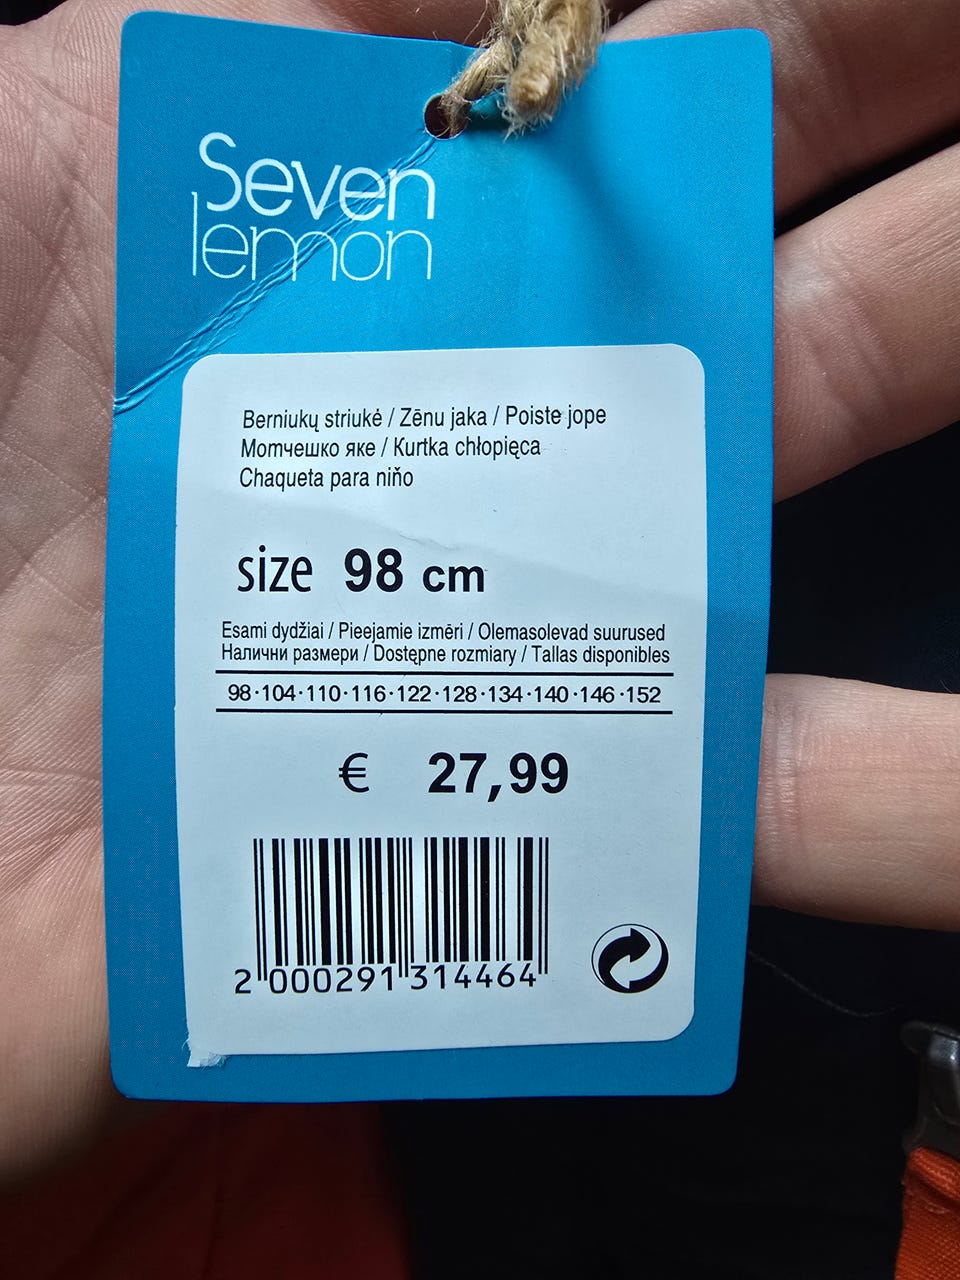 Seven
lemon
Berniukų striukė / Zēnu jaka / Poiste jope
Мотчешко яке / Kurtka chłopięca
Chaqueta para niňo
size 98 cm
Esami dydžiai / Pieejamie izmēri / Olemasolevad suurused
Налични размери / Dostępne rozmiary / Tallas disponibles
98·104·110·116·122·128·134·140·146·152
€ 27,99
2 000291 314464